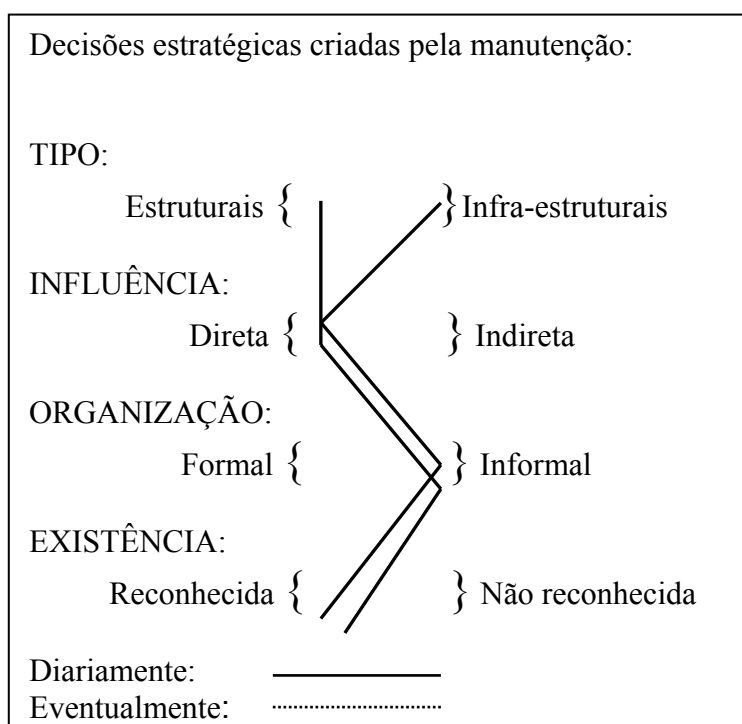 Decisões estratégicas criadas pela manutenção:
TIPO:
Estruturais { } Infra-estruturais
INFLUÊNCIA:
Direta { } Indireta
ORGANIZAÇÃO:
Formal { } Informal
EXISTÊNCIA:
Reconhecida { } Não reconhecida
Diariamente:
Eventualmente: